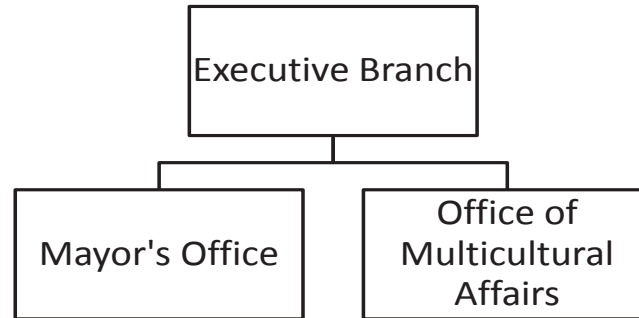 Executive Branch
Mayor's Office
Office of
Multicultural
Affairs